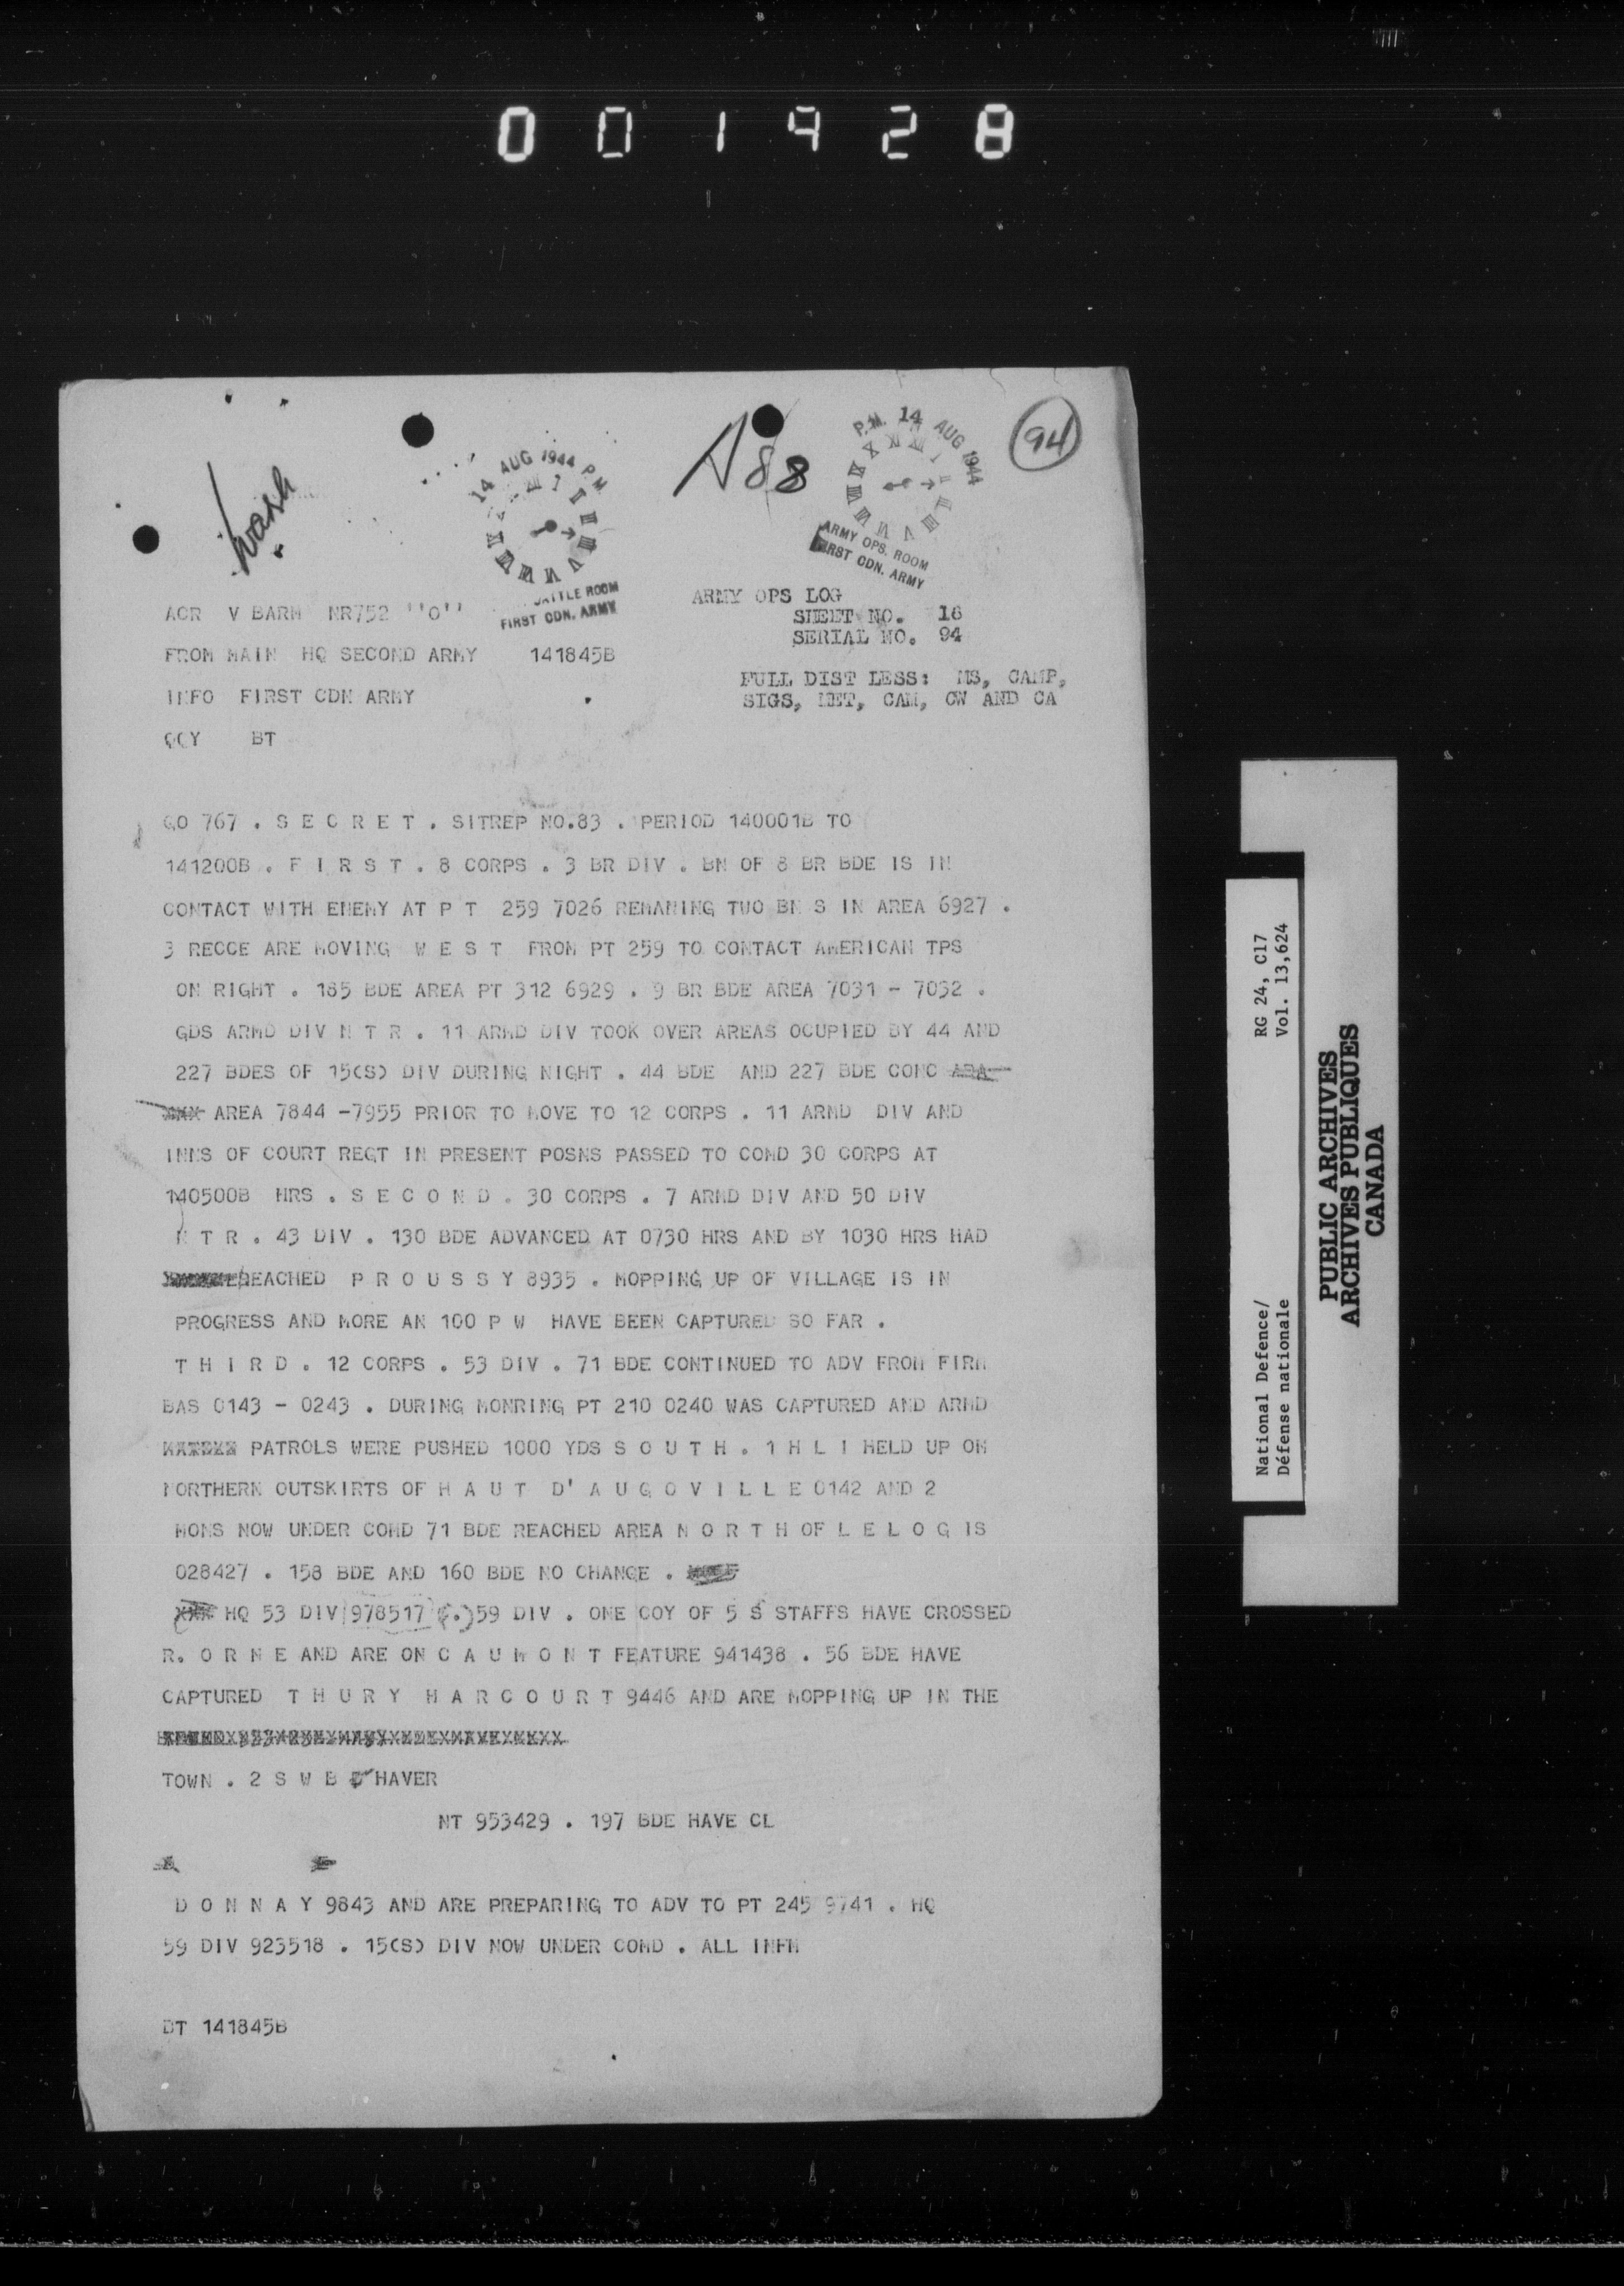 001928
Wash
14 AUG 1944 P.M.
BATTLE ROOM
FIRST CDN. ARMY
A88
P.M. 14 AUG 1944
ARMY OPS. ROOM
FIRST CDN. ARMY
94
ACR V BARM NR752 ''O''
ARMY OPS LOG
SHEET NO. 16
SERIAL NO. 94
FROM MAIN HQ SECOND ARMY 141845B
INFO FIRST CDN ARMY
FULL DIST LESS: MS, CAMP,
SIGS, MET, CAM, CW AND CA
QCY BT
GO 767 . S E C R E T . SITREP NO.83 . PERIOD 140001B TO
141200B . F I R S T . 8 CORPS . 3 BR DIV . BN OF 8 BR BDE IS IN
CONTACT WITH ENEMY AT P T 259 7026 REMANING TWO BN S IN AREA 6927 .
3 RECCE ARE MOVING W E S T FROM PT 259 TO CONTACT AMERICAN TPS
ON RIGHT . 185 BDE AREA PT 312 6929 . 9 BR BDE AREA 7031 - 7032 .
GDS ARMD DIV N T R . 11 ARMD DIV TOOK OVER AREAS OCUPIED BY 44 AND
227 BDES OF 15(S) DIV DURING NIGHT . 44 BDE AND 227 BDE CONC ARA
XXX AREA 7844 -7955 PRIOR TO MOVE TO 12 CORPS . 11 ARMD DIV AND
INNS OF COURT REGT IN PRESENT POSNS PASSED TO COMD 30 CORPS AT
140500B HRS . S E C O N D . 30 CORPS . 7 ARMD DIV AND 50 DIV
N T R . 43 DIV . 130 BDE ADVANCED AT 0730 HRS AND BY 1030 HRS HAD
REACHED P R O U S S Y 8935 . MOPPING UP OF VILLAGE IS IN
PROGRESS AND MORE AN 100 P W HAVE BEEN CAPTURED SO FAR .
T H I R D . 12 CORPS . 53 DIV . 71 BDE CONTINUED TO ADV FROM FIRM
BAS 0143 - 0243 . DURING MONRING PT 210 0240 WAS CAPTURED AND ARMD
PATROLS WERE PUSHED 1000 YDS S O U T H . 1 H L I HELD UP ON
NORTHERN OUTSKIRTS OF H A U T D' A U G O V I L L E 0142 AND 2
MONS NOW UNDER COMD 71 BDE REACHED AREA N O R T H OF L E L O G IS
028427 . 158 BDE AND 160 BDE NO CHANGE .
XXX HQ 53 DIV 978517 (.) 59 DIV . ONE COY OF 5 S STAFFS HAVE CROSSED
R. O R N E AND ARE ON C A U M O N T FEATURE 941438 . 56 BDE HAVE
CAPTURED T H U R Y H A R C O U R T 9446 AND ARE MOPPING UP IN THE
TOWN . 2 S W B HAVER
NT 953429 . 197 BDE HAVE CL
D O N N A Y 9843 AND ARE PREPARING TO ADV TO PT 245 9741 . HQ
59 DIV 923518 . 15(S) DIV NOW UNDER COMD . ALL INFM
BT 141845B
National Defence/ RG 24, C17
Défense nationale Vol. 13,624
PUBLIC ARCHIVES
ARCHIVES PUBLIQUES
CANADA